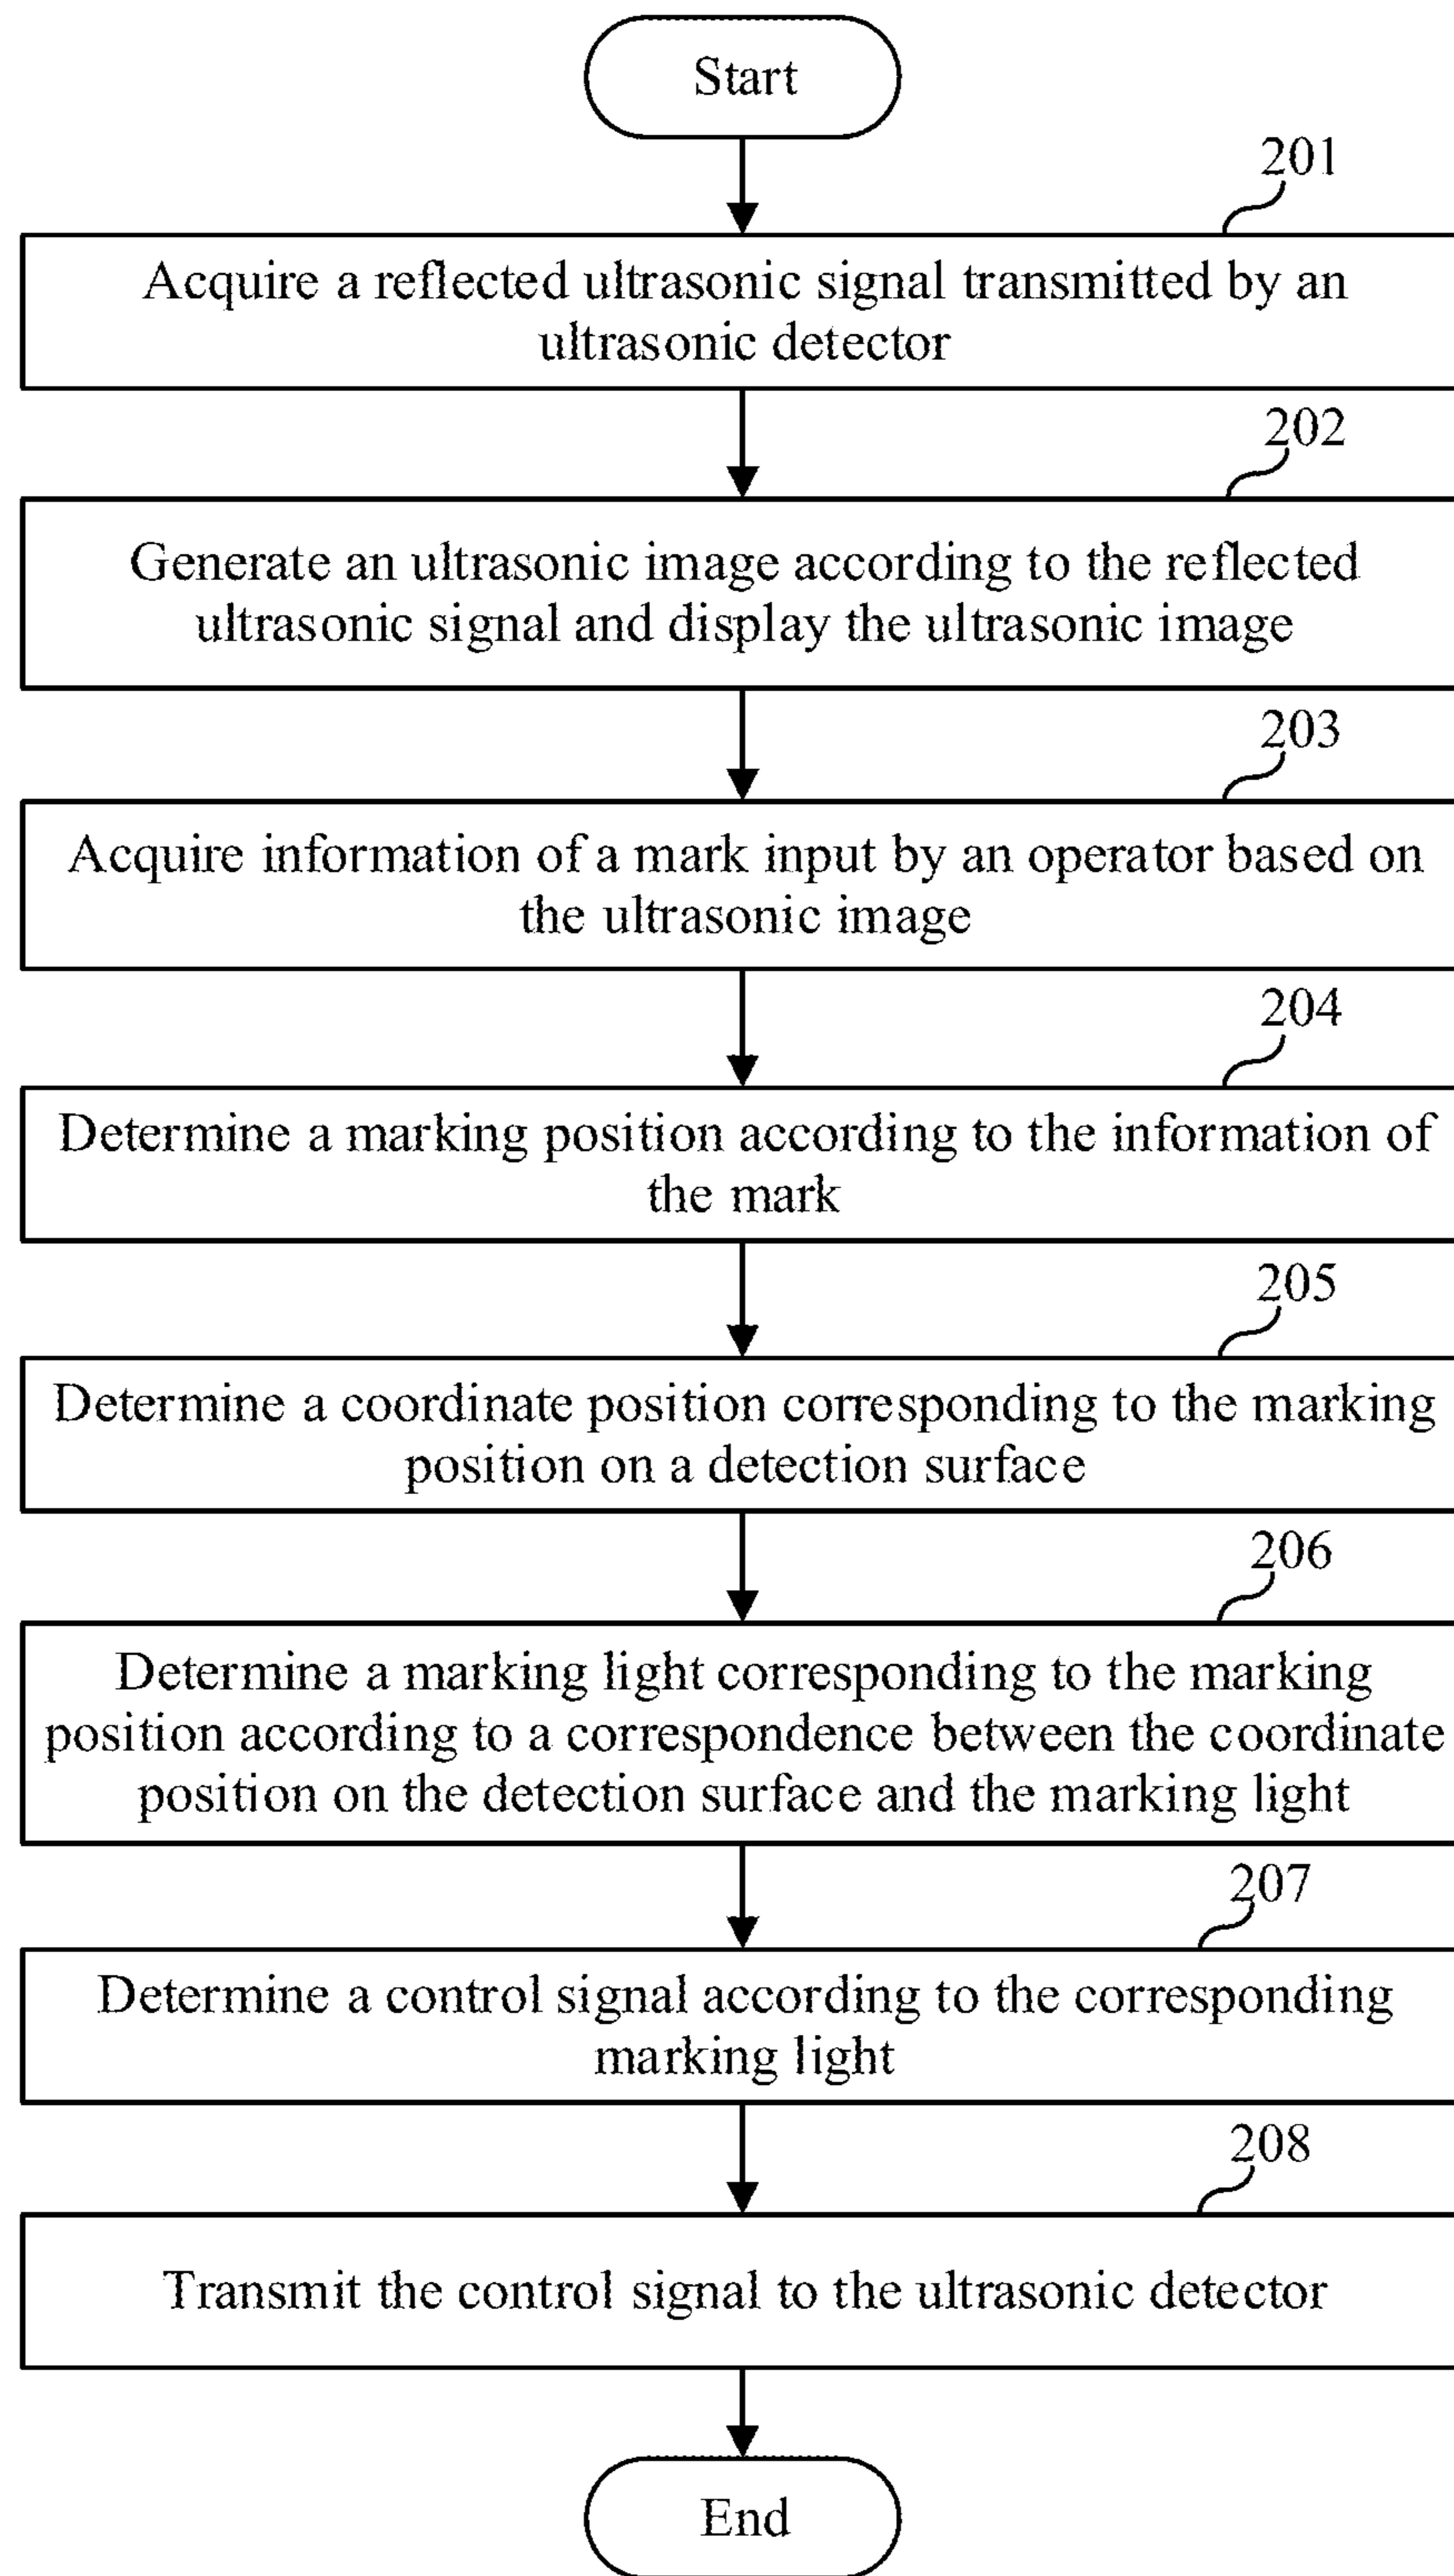 Start
201
Acquire a reflected ultrasonic signal transmitted by an
ultrasonic detector
202
Generate an ultrasonic image according to the reflected
ultrasonic signal and display the ultrasonic image
203
Acquire information of a mark input by an operator based on
the ultrasonic image
204
Determine a marking position according to the information of
the mark
205
Determine a coordinate position corresponding to the marking
position on a detection surface
206
Determine a marking light corresponding to the marking
position according to a correspondence between the coordinate
position on the detection surface and the marking light
207
Determine a control signal according to the corresponding
marking light
208
Transmit the control signal to the ultrasonic detector
End